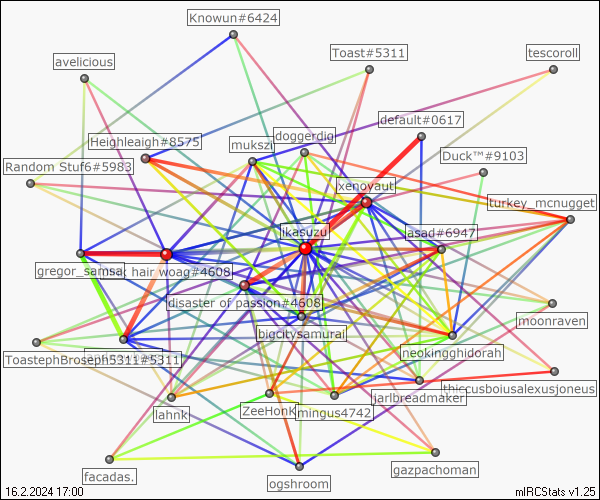 Knowun#6424
Toast#5311
tescoroll
avelicious
default#0617
Heighleaigh#8575
doggerdig
mukszi
Duck™#9103
Random Stuf6#5983
xenoyaut
turkey_mcnugget
likasuzu
asad#6947
gregor_samsa
hair woag#4608
disaster of passion#4608
moonraven
bigcitysamurai
neokingghidorah
ToastephBroseph5311#5311
thiccusboiusalexusjoneus
jarlbreadmaker
lahnki
ZeeHonk
mingus4742
facadas.
gazpachoman
ogshroom
16.2.2024 17:00
mIRCStats v1.25